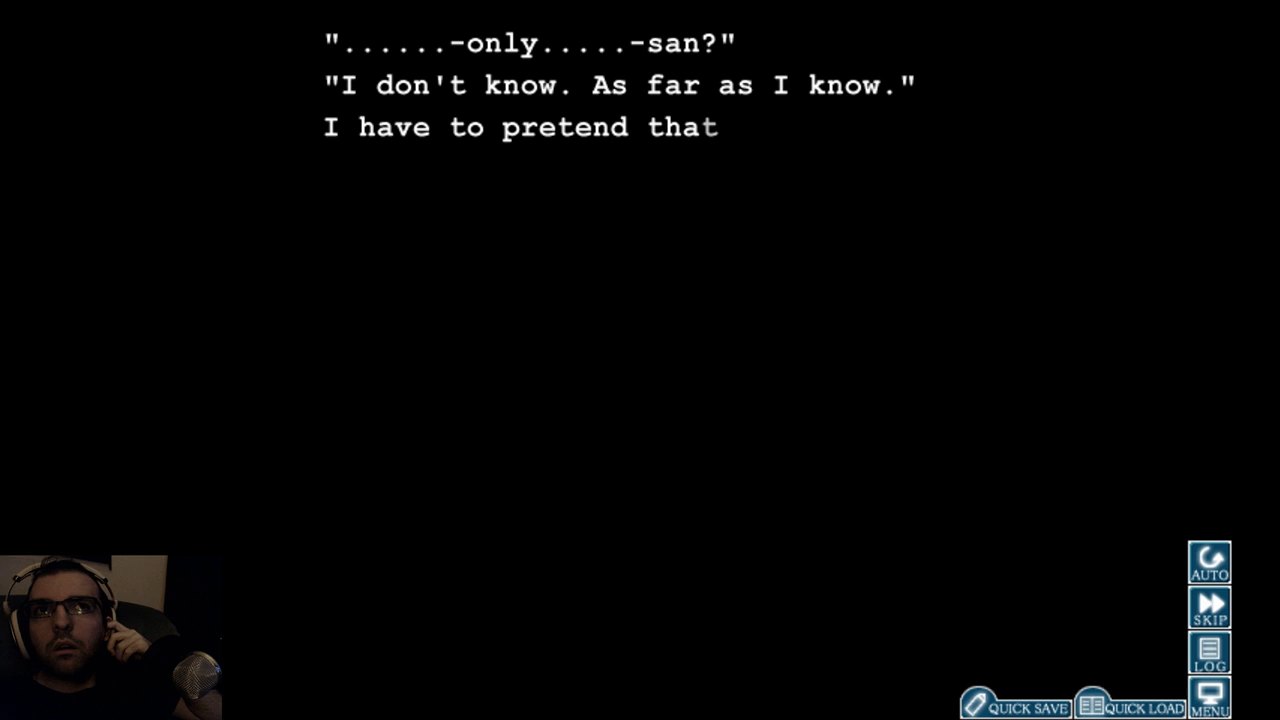 "......-only.....-san?"
"I don't know. As far as I know."
I have to pretend that
AUTO
SKIP
LOG
QUICK SAVE
QUICK LOAD
MENU